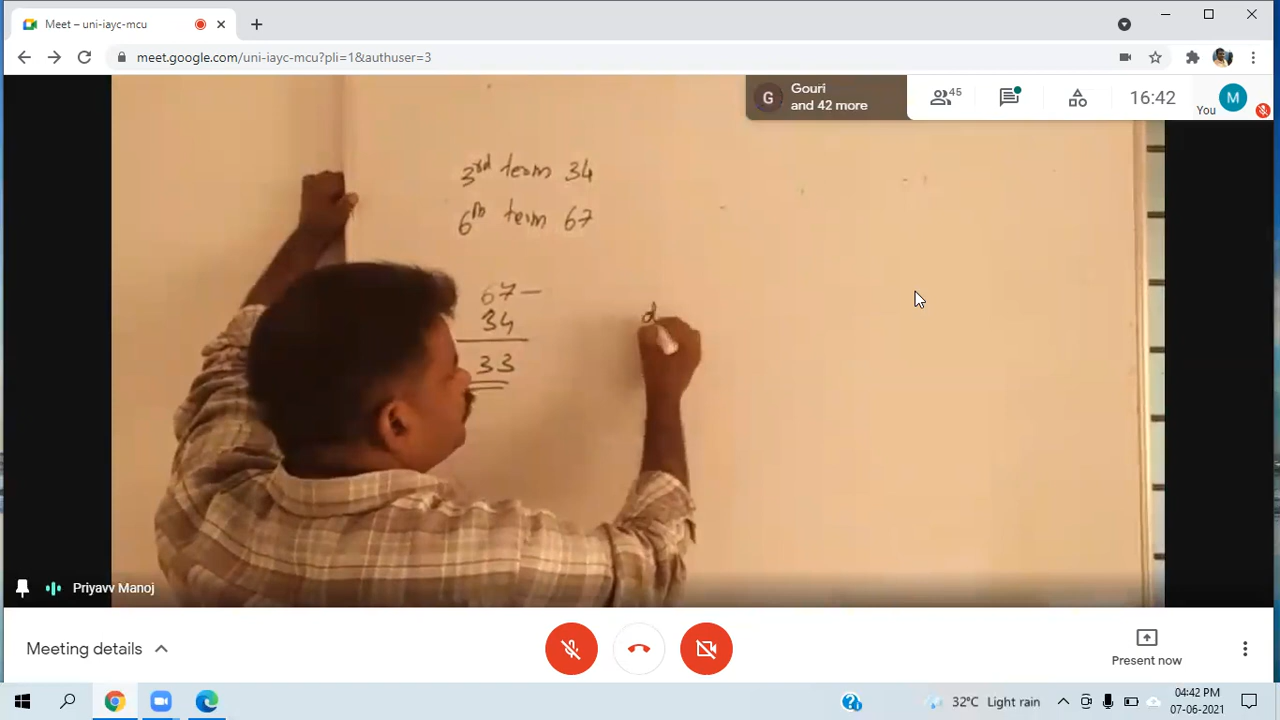 Meet – uni-iayc-mcu
meet.google.com/uni-iayc-mcu?pli=1&authuser=3
G
Gouri
and 42 more
45
16:42
You
M
3rd term 34
6th term 67
67 —
34
33
d
Priyavv Manoj
Meeting details
Present now
32°C Light rain
04:42 PM
07-06-2021